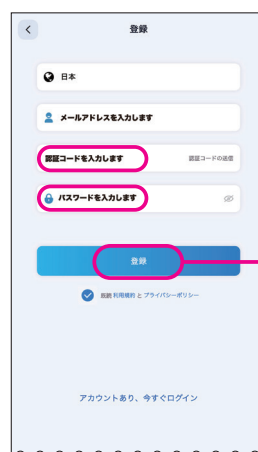 登録
日本
メールアドレスを入力します
認証コードを入力します 認証コードの送信
パスワードを入力します
登録
利用規約 と プライバシーポリシー
アカウントあり、今すぐログイン